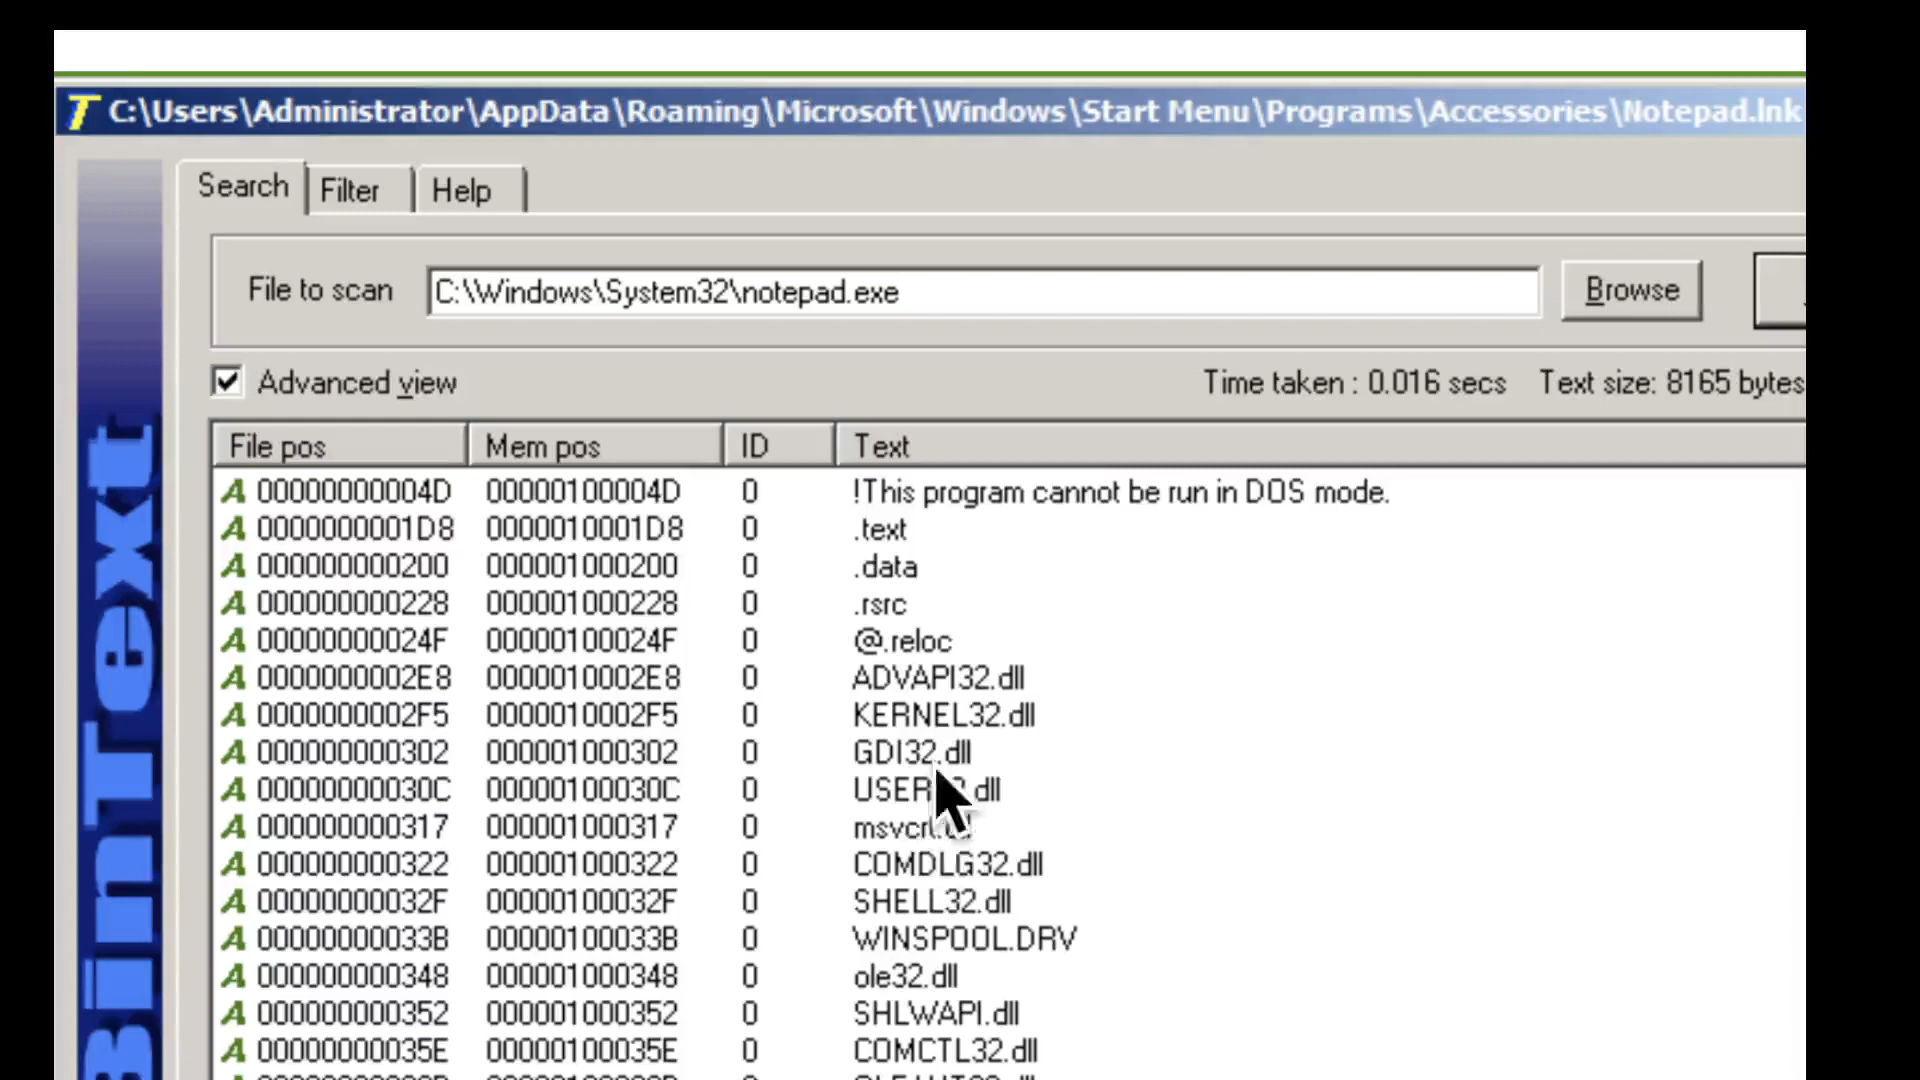 C:\Users\Administrator\AppData\Roaming\Microsoft\Windows\Start Menu\Programs\Accessories\Notepad.lnk
Search Filter Help
File to scan C:\Windows\System32\notepad.exe Browse
Advanced view Time taken : 0.016 secs Text size: 8165 bytes
File pos Mem pos ID Text
A 00000000004D 00000100004D 0 !This program cannot be run in DOS mode.
A 0000000001D8 0000010001D8 0 .text
A 000000000200 000001000200 0 .data
A 000000000228 000001000228 0 .rsrc
A 00000000024F 00000100024F 0 @.reloc
A 0000000002E8 0000010002E8 0 ADVAPI32.dll
A 0000000002F5 0000010002F5 0 KERNEL32.dll
A 000000000302 000001000302 0 GDI32.dll
A 00000000030C 00000100030C 0 USER32.dll
A 000000000317 000001000317 0 msvcrt.dll
A 000000000322 000001000322 0 COMDLG32.dll
A 00000000032F 00000100032F 0 SHELL32.dll
A 00000000033B 00000100033B 0 WINSPOOL.DRV
A 000000000348 000001000348 0 ole32.dll
A 000000000352 000001000352 0 SHLWAPI.dll
A 00000000035E 00000100035E 0 COMCTL32.dll
BinText